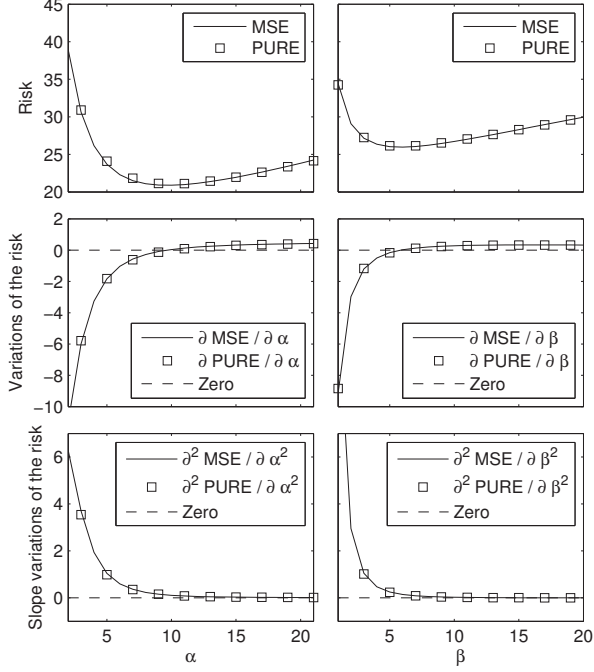 MSE
PURE
MSE
PURE
Risk
45
40
35
30
25
20
∂ MSE / ∂ α
∂ PURE / ∂ α
Zero
∂ MSE / ∂ β
∂ PURE / ∂ β
Zero
Variations of the risk
2
0
−2
−4
−6
−8
−10
∂² MSE / ∂ α²
∂² PURE / ∂ α²
Zero
∂² MSE / ∂ β²
∂² PURE / ∂ β²
Zero
Slope variations of the risk
6
4
2
0
5 10 15 20
5 10 15 20
α
β